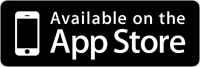 Available on the
App Store